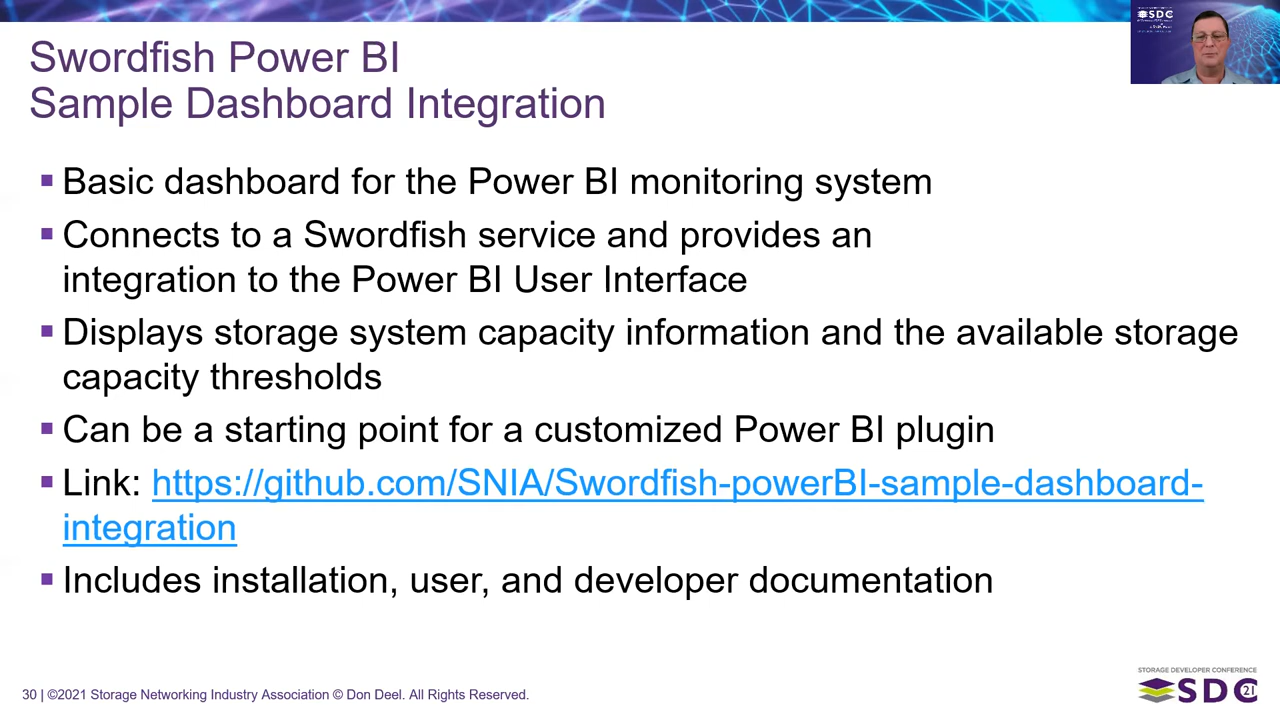 SDC
Swordfish Power BI
Sample Dashboard Integration
▪ Basic dashboard for the Power BI monitoring system
▪ Connects to a Swordfish service and provides an
integration to the Power BI User Interface
▪ Displays storage system capacity information and the available storage
capacity thresholds
▪ Can be a starting point for a customized Power BI plugin
▪ Link: https://github.com/SNIA/Swordfish-powerBI-sample-dashboard-
integration
▪ Includes installation, user, and developer documentation
30 | ©2021 Storage Networking Industry Association © Don Deel. All Rights Reserved.
STORAGE DEVELOPER CONFERENCE
SDC 21